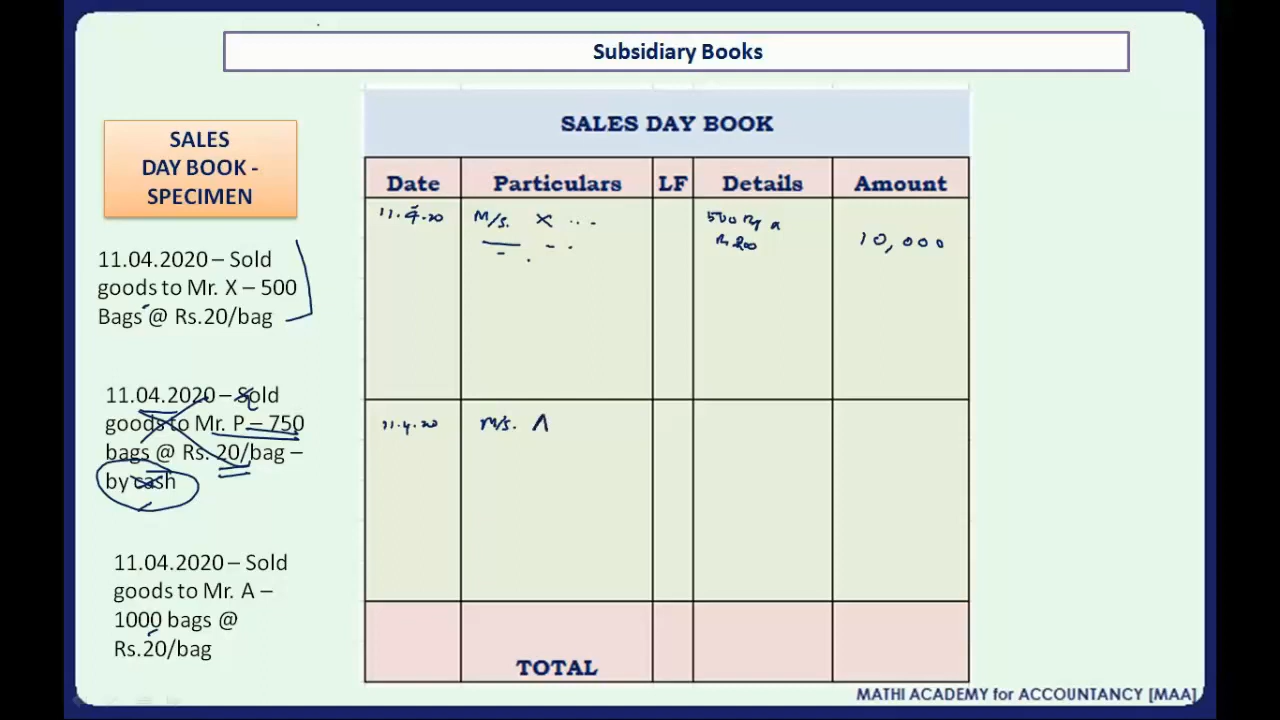 Subsidiary Books
SALES
DAY BOOK -
SPECIMEN
11.04.2020 – Sold
goods to Mr. X – 500
Bags @ Rs.20/bag
11.04.2020 – Sold
goods to Mr. P – 750
bags @ Rs. 20/bag –
by cash
11.04.2020 – Sold
goods to Mr. A –
1000 bags @
Rs.20/bag
SALES DAY BOOK
Date Particulars LF Details Amount
11.4.20 M/s. X 500 10,000
11.4.20 M/s. A
TOTAL
MATHI ACADEMY for ACCOUNTANCY [MAA]